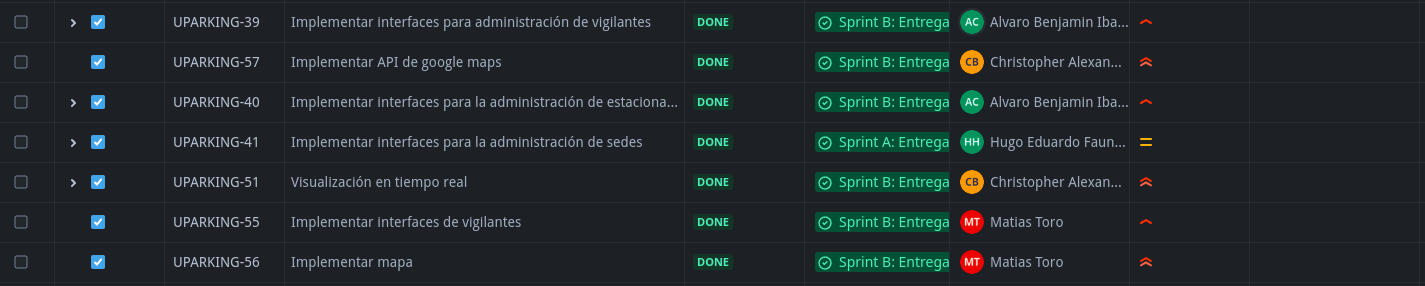 UPARKING-39 Implementar interfaces para administración de vigilantes DONE Sprint B: Entrega AC Alvaro Benjamin Iba...
UPARKING-57 Implementar API de google maps DONE Sprint B: Entrega CB Christopher Alexan...
UPARKING-40 Implementar interfaces para la administración de estaciona... DONE Sprint B: Entrega AC Alvaro Benjamin Iba...
UPARKING-41 Implementar interfaces para la administración de sedes DONE Sprint A: Entrega HH Hugo Eduardo Faun...
UPARKING-51 Visualización en tiempo real DONE Sprint B: Entrega CB Christopher Alexan...
UPARKING-55 Implementar interfaces de vigilantes DONE Sprint B: Entrega MT Matias Toro
UPARKING-56 Implementar mapa DONE Sprint B: Entrega MT Matias Toro